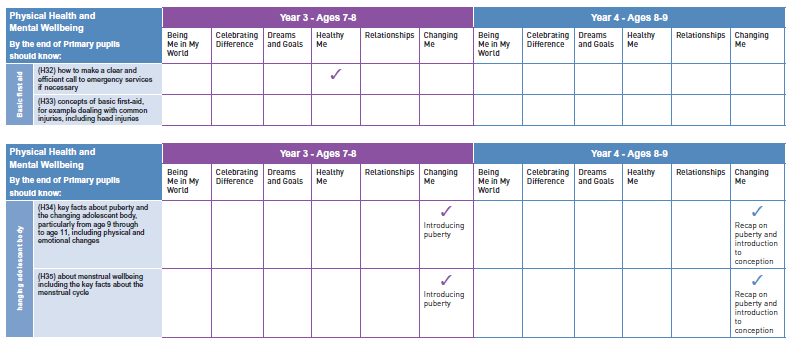 Physical Health and
Mental Wellbeing
By the end of Primary pupils
should know:
Year 3 - Ages 7-8
Year 4 - Ages 8-9
Being
Me in My
World
Celebrating
Difference
Dreams
and Goals
Healthy
Me
Relationships
Changing
Me
Being
Me in My
World
Celebrating
Difference
Dreams
and Goals
Healthy
Me
Relationships
Changing
Me
Basic first aid
(H32) how to make a clear and
efficient call to emergency services
if necessary
✓
(H33) concepts of basic first-aid,
for example dealing with common
injuries, including head injuries
Physical Health and
Mental Wellbeing
By the end of Primary pupils
should know:
Year 3 - Ages 7-8
Year 4 - Ages 8-9
Being
Me in My
World
Celebrating
Difference
Dreams
and Goals
Healthy
Me
Relationships
Changing
Me
Being
Me in My
World
Celebrating
Difference
Dreams
and Goals
Healthy
Me
Relationships
Changing
Me
hanging adolescent body
(H34) key facts about puberty and
the changing adolescent body,
particularly from age 9 through
to age 11, including physical and
emotional changes
✓
Introducing
puberty
✓
Recap on
puberty and
introduction
to
conception
(H35) about menstrual wellbeing
including the key facts about the
menstrual cycle
✓
Introducing
puberty
✓
Recap on
puberty and
introduction
to
conception